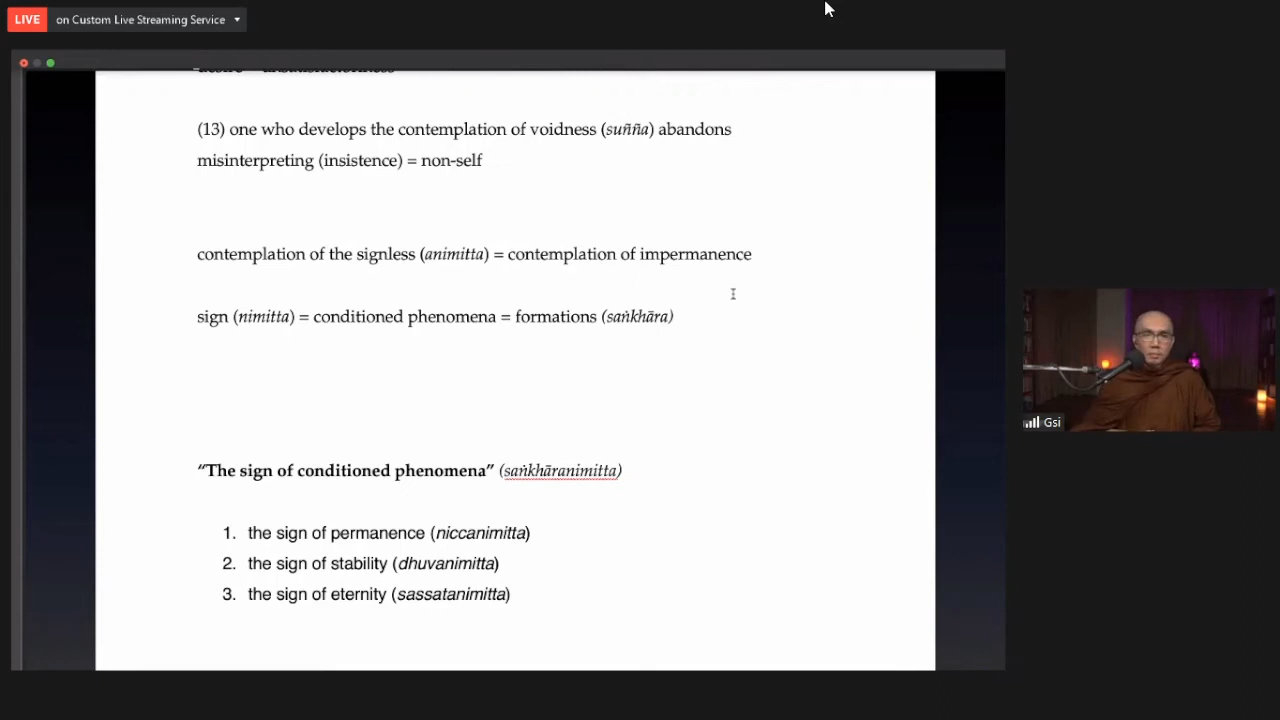 LIVE on Custom Live Streaming Service
(13) one who develops the contemplation of voidness (suñña) abandons
misinterpreting (insistence) = non-self
contemplation of the signless (animitta) = contemplation of impermanence
sign (nimitta) = conditioned phenomena = formations (saṅkhāra)
“The sign of conditioned phenomena” (saṅkhāranimitta)
1. the sign of permanence (niccanimitta)
2. the sign of stability (dhuvanimitta)
3. the sign of eternity (sassatanimitta)
Gsi